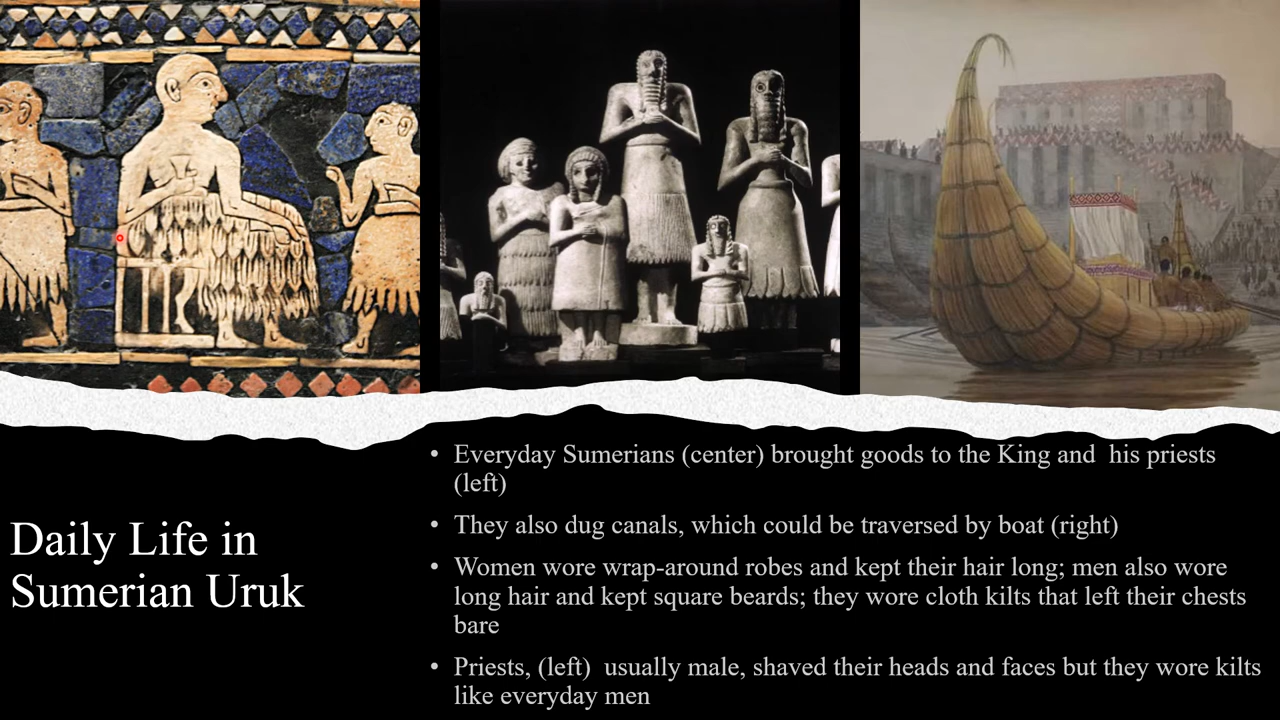 Daily Life in
Sumerian Uruk
• Everyday Sumerians (center) brought goods to the King and  his priests
(left)
• They also dug canals, which could be traversed by boat (right)
• Women wore wrap-around robes and kept their hair long; men also wore
long hair and kept square beards; they wore cloth kilts that left their chests
bare
• Priests, (left)  usually male, shaved their heads and faces but they wore kilts
like everyday men